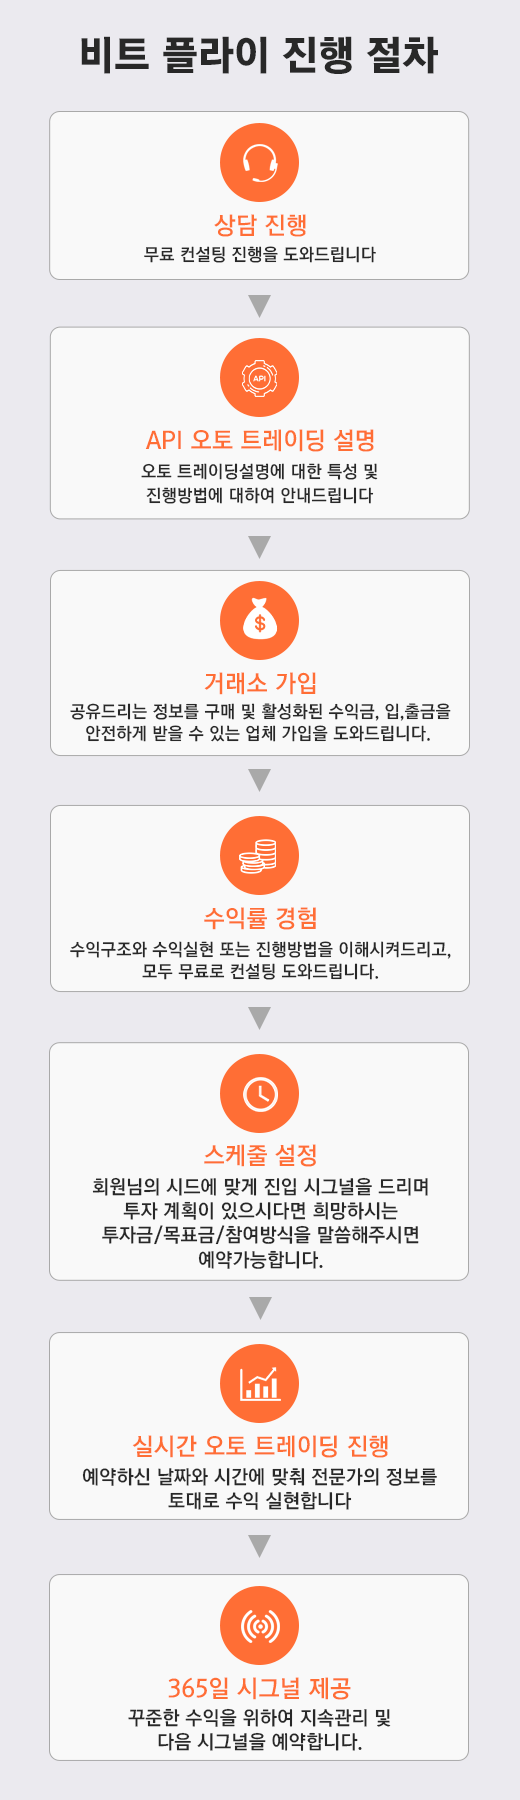 비트 플라이 진행 절차
상담 진행
무료 컨설팅 진행을 도와드립니다
API
API 오토 트레이딩 설명
오토 트레이딩설명에 대한 특성 및
진행방법에 대하여 안내드립니다
$
거래소 가입
공유드리는 정보를 구매 및 활성화된 수익금, 입,출금을
안전하게 받을 수 있는 업체 가입을 도와드립니다.
수익률 경험
수익구조와 수익실현 또는 진행방법을 이해시켜드리고,
모두 무료로 컨설팅 도와드립니다.
스케줄 설정
회원님의 시드에 맞게 진입 시그널을 드리며
투자 계획이 있으시다면 희망하시는
투자금/목표금/참여방식을 말씀해주시면
예약가능합니다.
실시간 오토 트레이딩 진행
예약하신 날짜와 시간에 맞춰 전문가의 정보를
토대로 수익 실현합니다
365일 시그널 제공
꾸준한 수익을 위하여 지속관리 및
다음 시그널을 예약합니다.